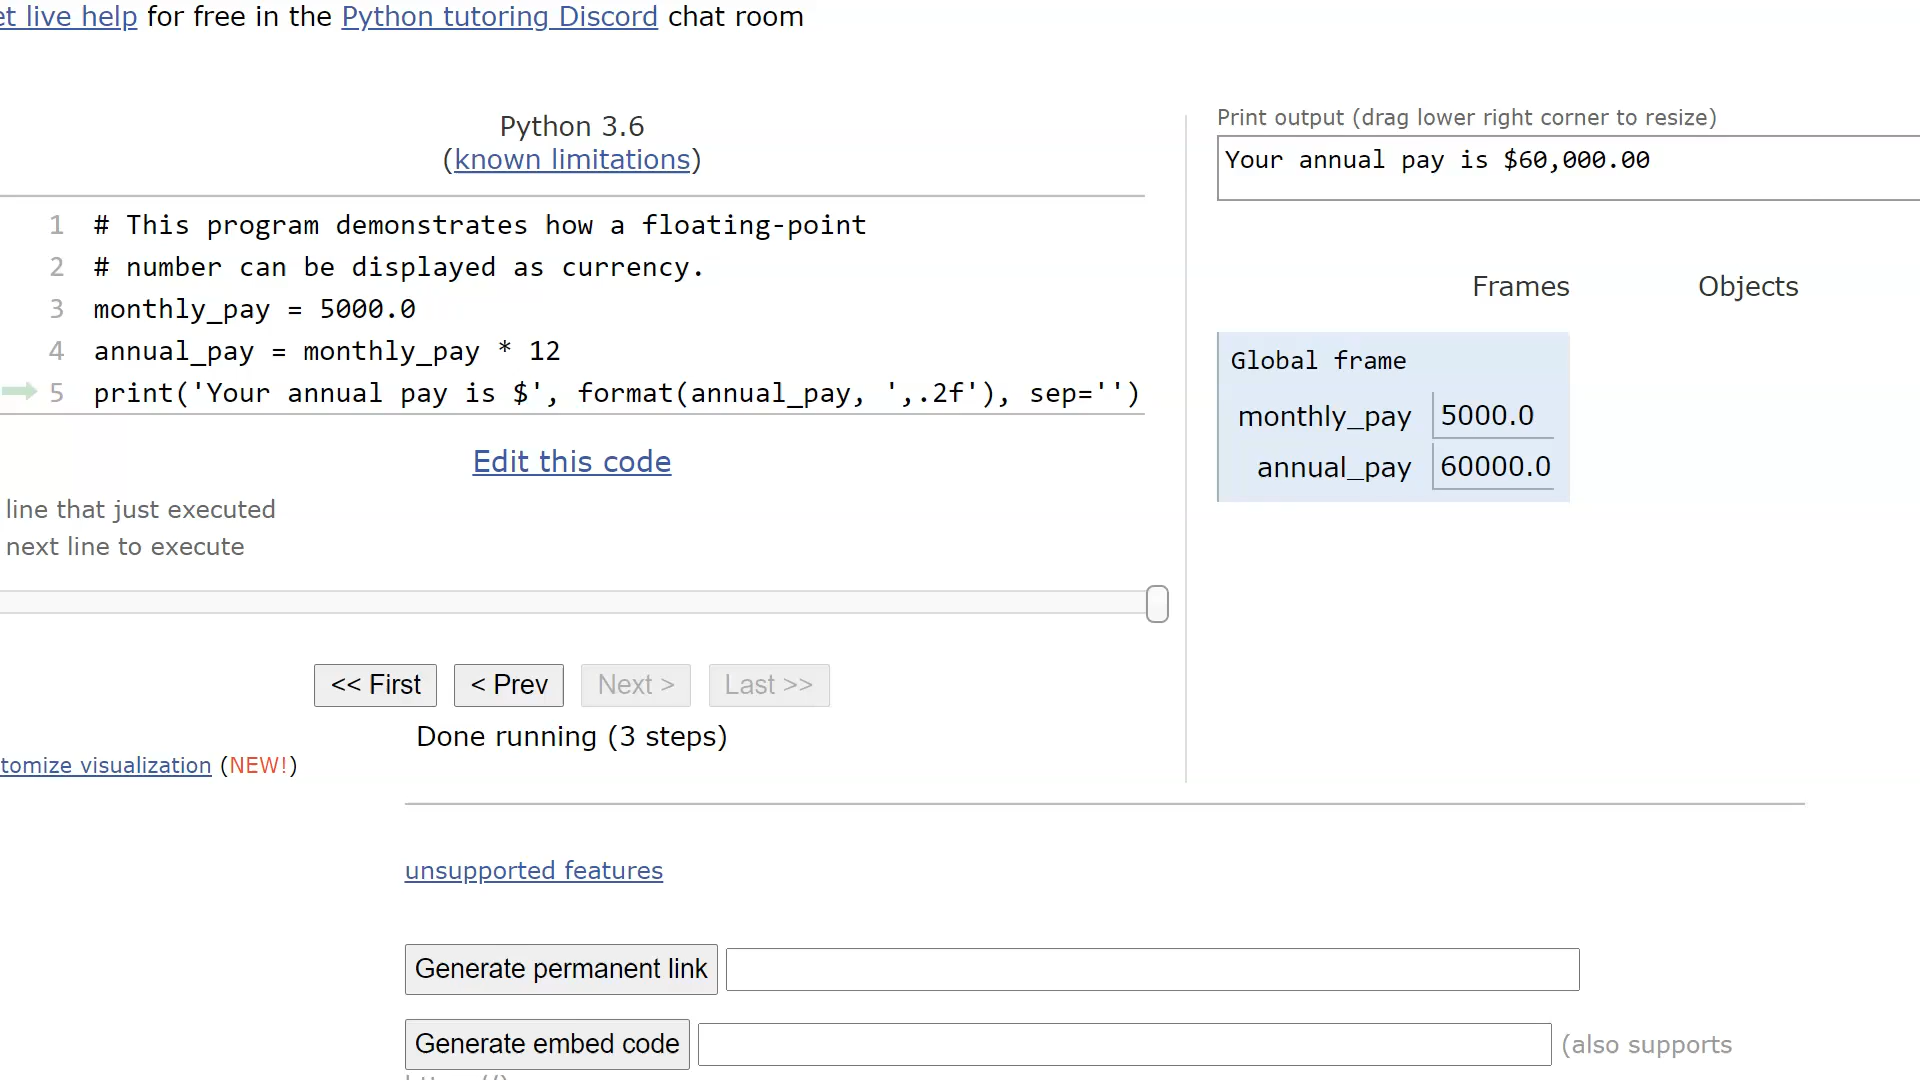 et live help for free in the Python tutoring Discord chat room
Python 3.6
(known limitations)
1 # This program demonstrates how a floating-point
2 # number can be displayed as currency.
3 monthly_pay = 5000.0
4 annual_pay = monthly_pay * 12
5 print('Your annual pay is $', format(annual_pay, ',.2f'), sep='')
Edit this code
line that just executed
next line to execute
<< First < Prev Next > Last >>
Done running (3 steps)
tomize visualization (NEW!)
Print output (drag lower right corner to resize)
Your annual pay is $60,000.00
Frames Objects
Global frame
monthly_pay 5000.0
annual_pay 60000.0
unsupported features
Generate permanent link
Generate embed code (also supports